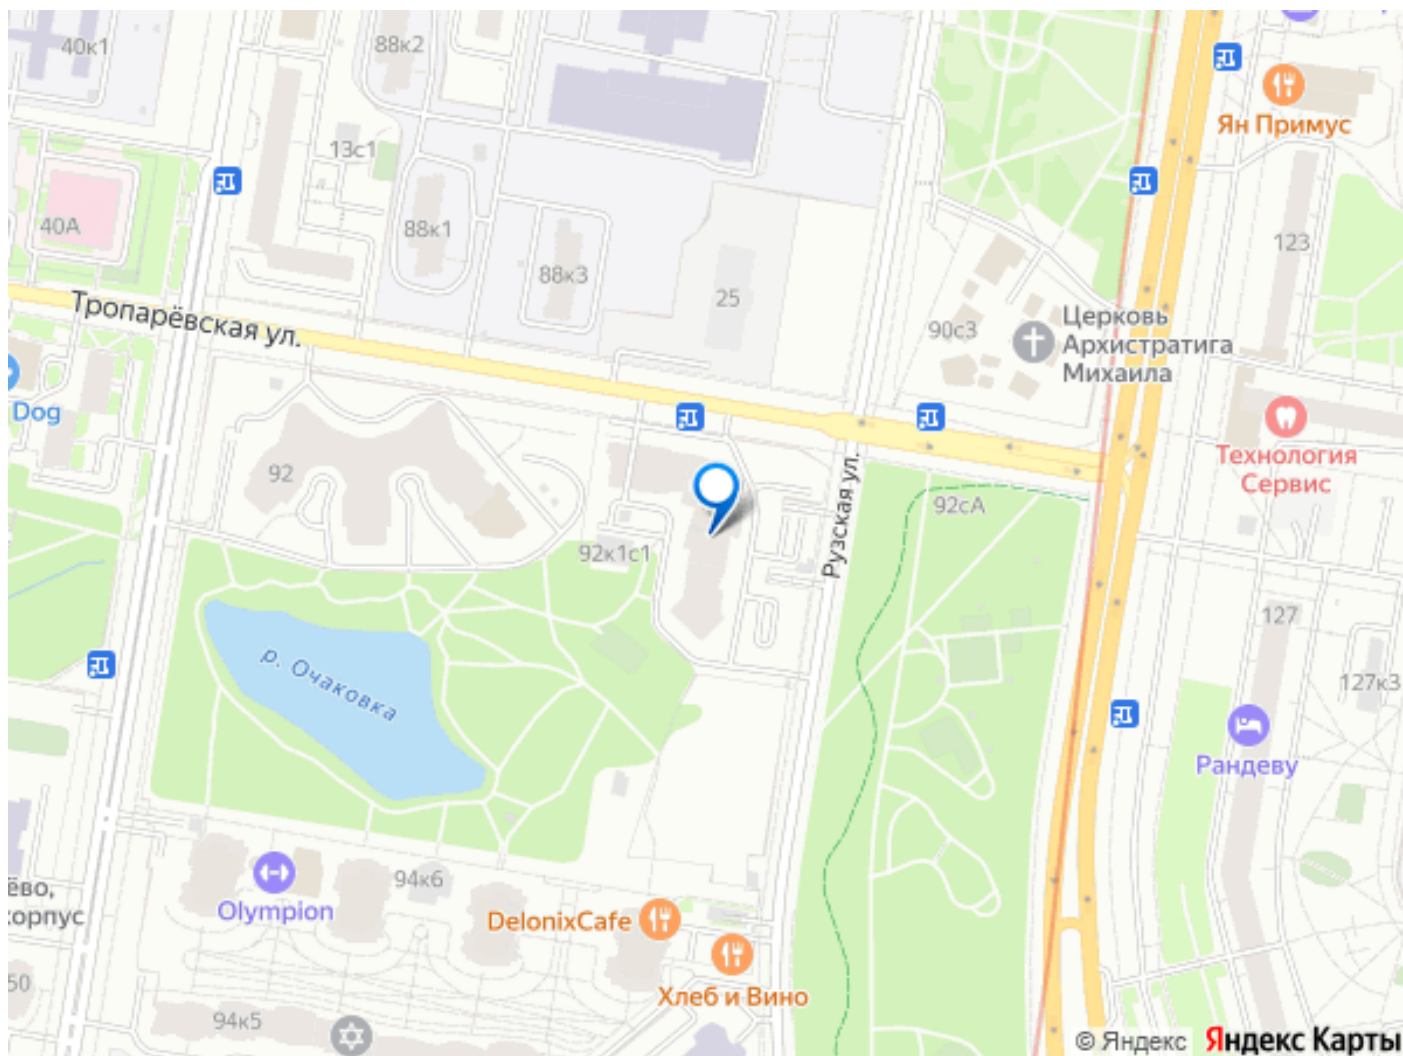 40к1
88к2
Ян Примус
13с1
40А
88к1
123
88к3
25
Тропарёвская ул.
90с3
Церковь
Архистратига
Михаила
Dog
92
Технология
Сервис
92сА
Рузская ул.
92к1с1
127
р. Очаковка
127к3
Рандеву
94к6
ёво,
корпус
Olympion
DelonixCafe
50
Хлеб и Вино
94к5
© Яндекс Яндекс Карты